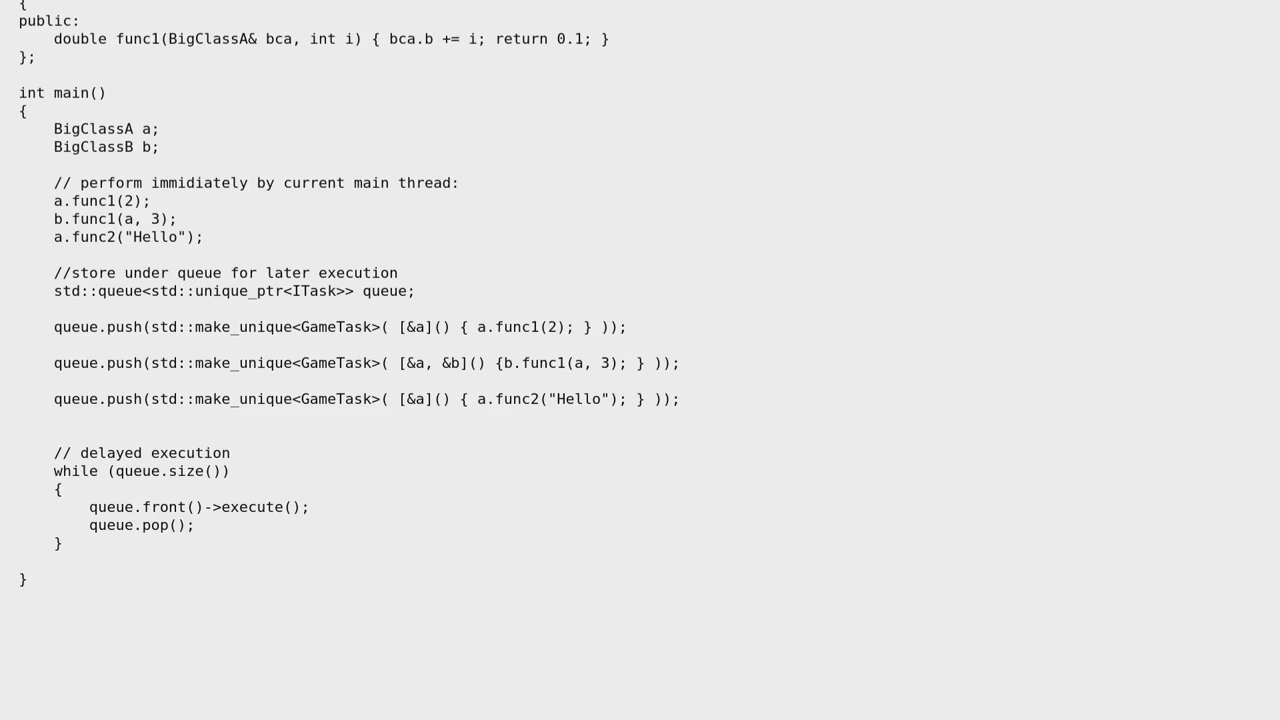 {
public:
    double func1(BigClassA& bca, int i) { bca.b += i; return 0.1; }
};

int main()
{
    BigClassA a;
    BigClassB b;

    // perform immidiately by current main thread:
    a.func1(2);
    b.func1(a, 3);
    a.func2("Hello");

    //store under queue for later execution
    std::queue<std::unique_ptr<ITask>> queue;

    queue.push(std::make_unique<GameTask>( [&a]() { a.func1(2); } ));

    queue.push(std::make_unique<GameTask>( [&a, &b]() {b.func1(a, 3); } ));

    queue.push(std::make_unique<GameTask>( [&a]() { a.func2("Hello"); } ));


    // delayed execution
    while (queue.size())
    {
        queue.front()->execute();
        queue.pop();
    }

}